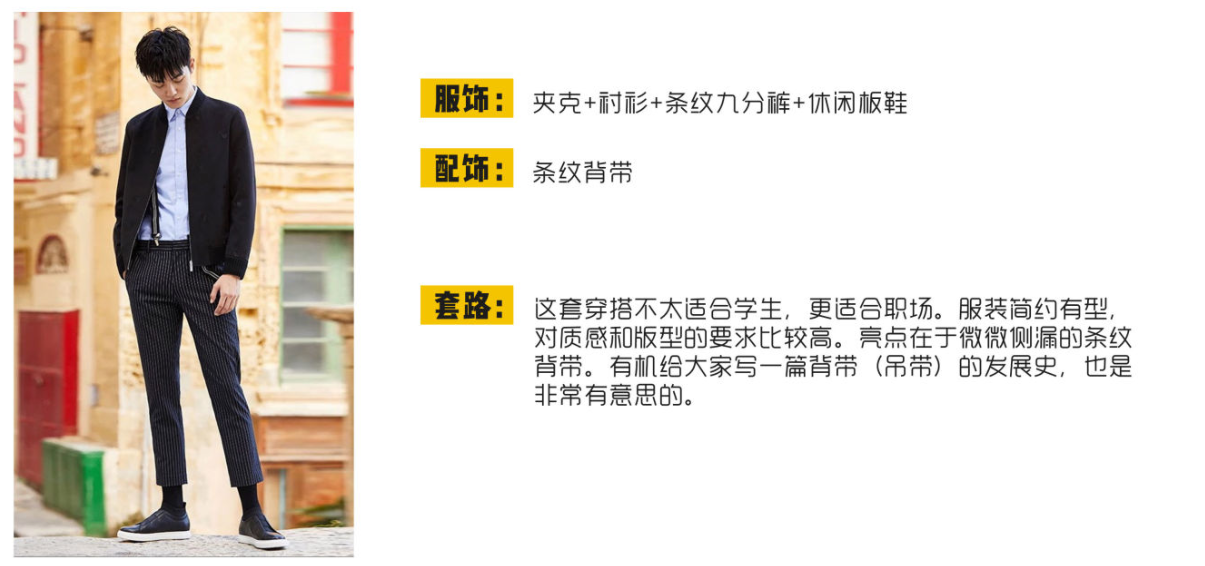 服饰： 夹克+衬衫+条纹九分裤+休闲板鞋
配饰： 条纹背带
套路： 这套穿搭不太适合学生，更适合职场。服装简约有型，
对质感和版型的要求比较高。亮点在于微微侧漏的条纹
背带。有机给大家写一篇背带（吊带）的发展史，也是
非常有意思的。